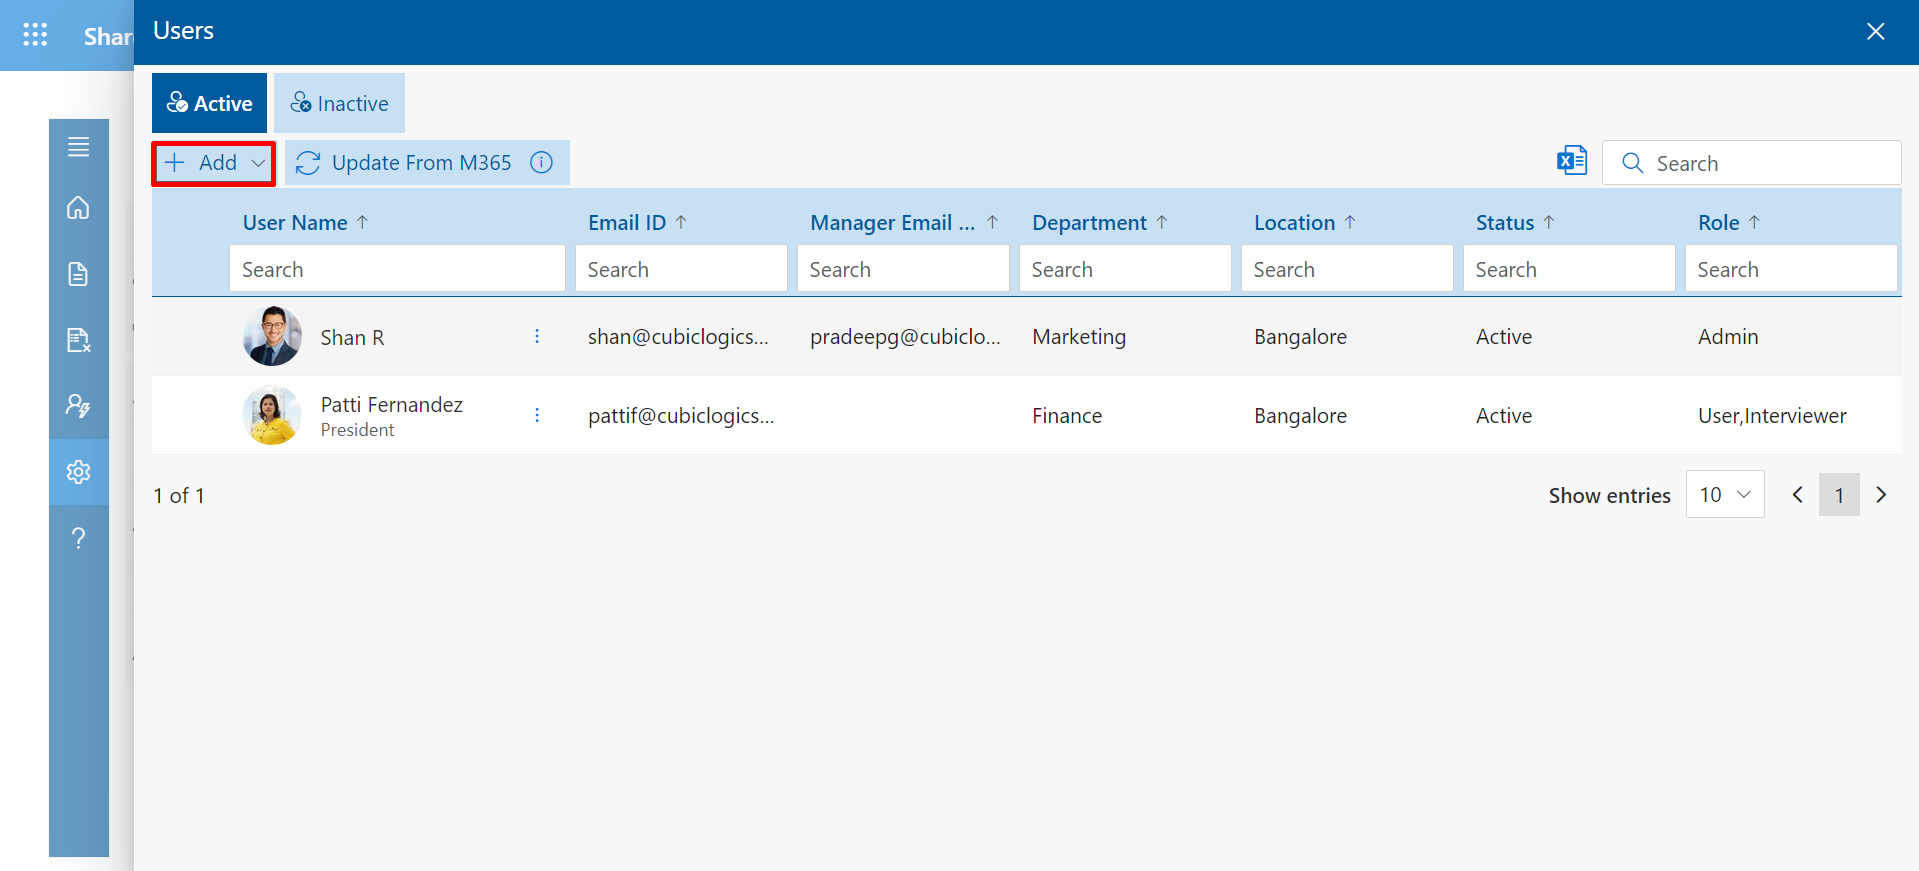 Users
Active
Inactive
Add
Update From M365
Search
User Name
Email ID
Manager Email ...
Department
Location
Status
Role
Search
Search
Search
Search
Search
Search
Search
Shan R
shan@cubiclogics...
pradeepg@cubiclo...
Marketing
Bangalore
Active
Admin
Patti Fernandez
President
pattif@cubiclogics...
Finance
Bangalore
Active
User,Interviewer
1 of 1
Show entries
10
1